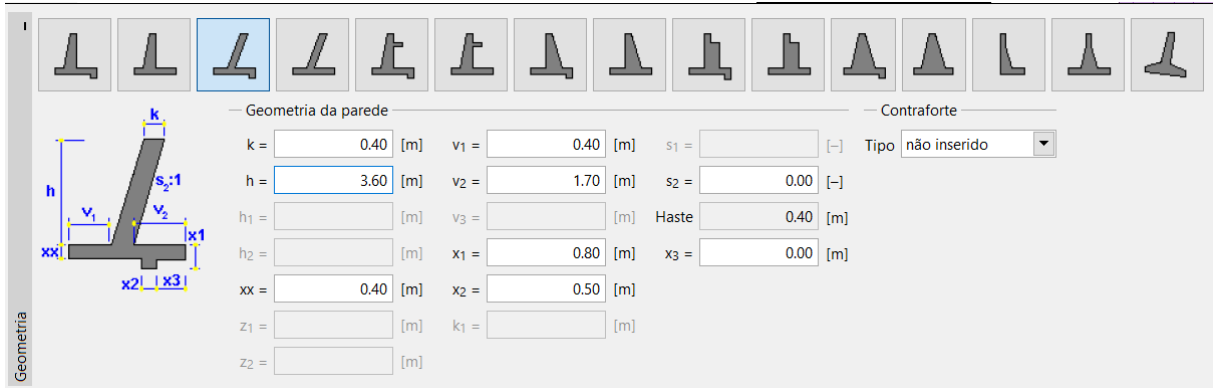 Geometria
Geometria da parede
Contraforte
k = 0.40 [m] v1 = 0.40 [m] s1 = [–] Tipo não inserido
h = 3.60 [m] v2 = 1.70 [m] s2 = 0.00 [–]
h1 = [m] v3 = [m] Haste 0.40 [m]
h2 = [m] x1 = 0.80 [m] x3 = 0.00 [m]
xx = 0.40 [m] x2 = 0.50 [m]
z1 = [m] k1 = [m]
z2 = [m]
k
h
s2:1
v1 v2
x1
xx
x2 x3